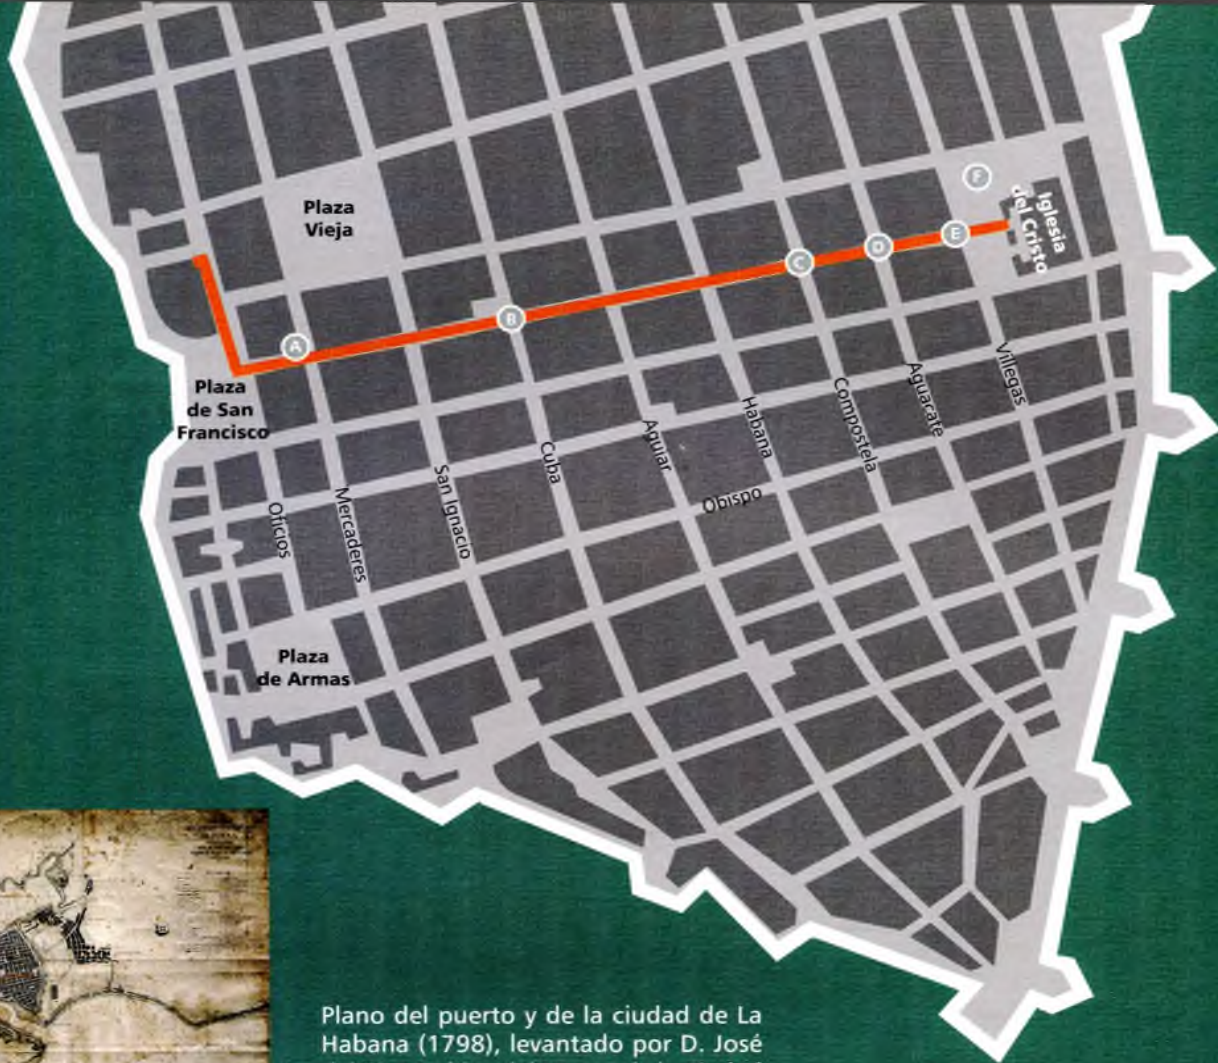 F
Iglesia
del Cristo
Plaza
Vieja
E
D
C
B
A
Plaza
de San
Francisco
Villegas
Aguacate
Compostela
Habana
Aguiar
Cuba
San Ignacio
Obispo
Mercaderes
Oficios
Plaza
de Armas
Plano del puerto y de la ciudad de La
Habana (1798), levantado por D. José